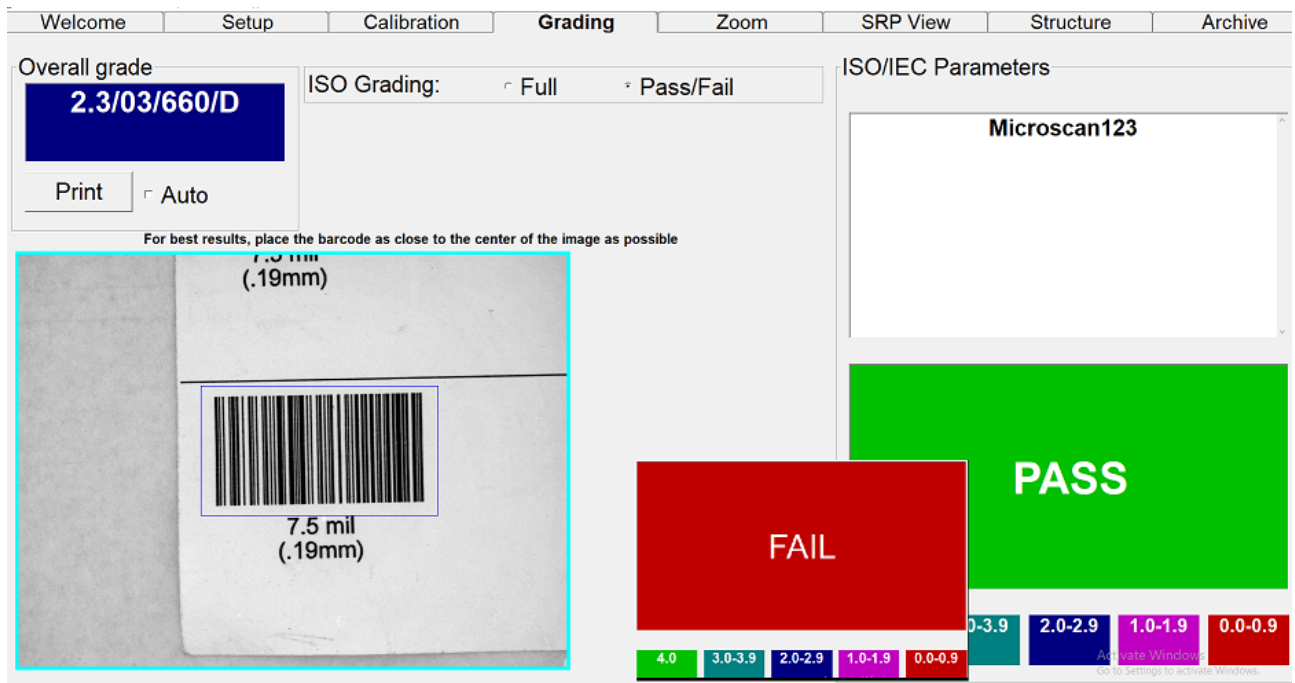 Welcome
Setup
Calibration
Grading
Zoom
SRP View
Structure
Archive
Overall grade
2.3/03/660/D
Print
Auto
ISO Grading:
Full
Pass/Fail
ISO/IEC Parameters
Microscan123
For best results, place the barcode as close to the center of the image as possible
(.19mm)
7.5 mil
(.19mm)
PASS
FAIL
4.0
3.0-3.9
2.0-2.9
1.0-1.9
0.0-0.9
2.0-2.9
1.0-1.9
0.0-0.9
Activate Windows
Go to Settings to activate Windows.